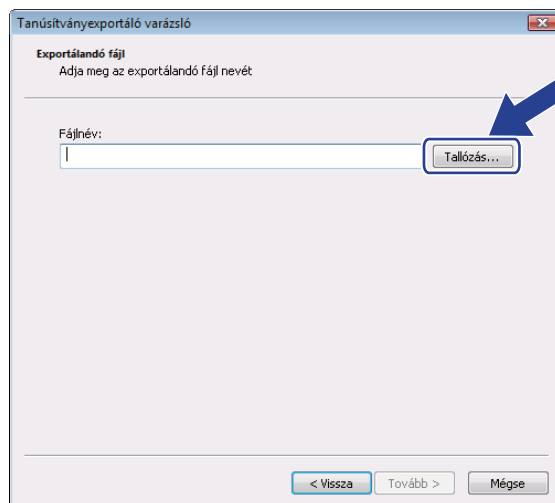 Tanúsítványexportáló varázsló
Exportálandó fájl
Adja meg az exportálandó fájl nevét
Fájlnév:
Tallózás...
< Vissza
Tovább >
Mégse